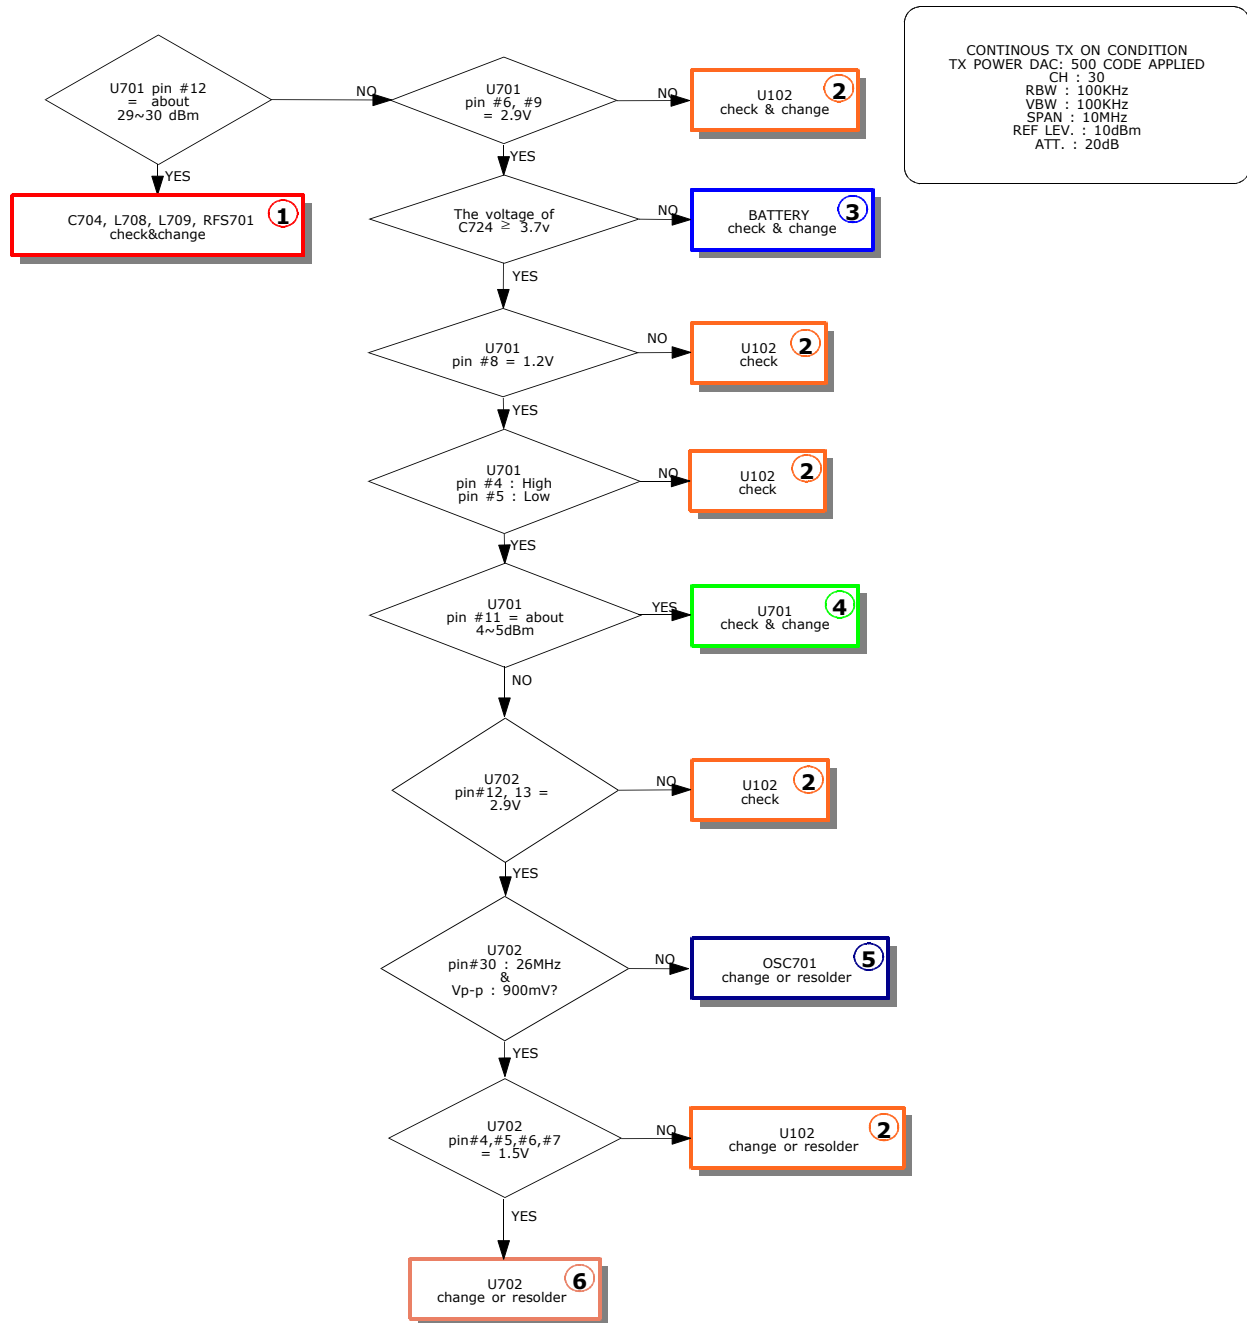 U701 pin #12
= about
29~30 dBm
NO
U701
pin #6, #9
= 2.9V
NO
U102
check & change
2
CONTINOUS TX ON CONDITION
TX POWER DAC: 500 CODE APPLIED
CH : 30
RBW : 100KHz
VBW : 100KHz
SPAN : 10MHz
REF LEV. : 10dBm
ATT. : 20dB
YES
YES
C704, L708, L709, RFS701
check&change
1
The voltage of
C724 ≥ 3.7v
NO
BATTERY
check & change
3
YES
U701
pin #8 = 1.2V
NO
U102
check
2
YES
U701
pin #4 : High
pin #5 : Low
NO
U102
check
2
YES
U701
pin #11 = about
4~5dBm
YES
U701
check & change
4
NO
U702
pin#12, 13 =
2.9V
NO
U102
check
2
YES
U702
pin#30 : 26MHz
&
Vp-p : 900mV?
NO
OSC701
change or resolder
5
YES
U702
pin#4,#5,#6,#7
= 1.5V
NO
U102
change or resolder
2
YES
U702
change or resolder
6